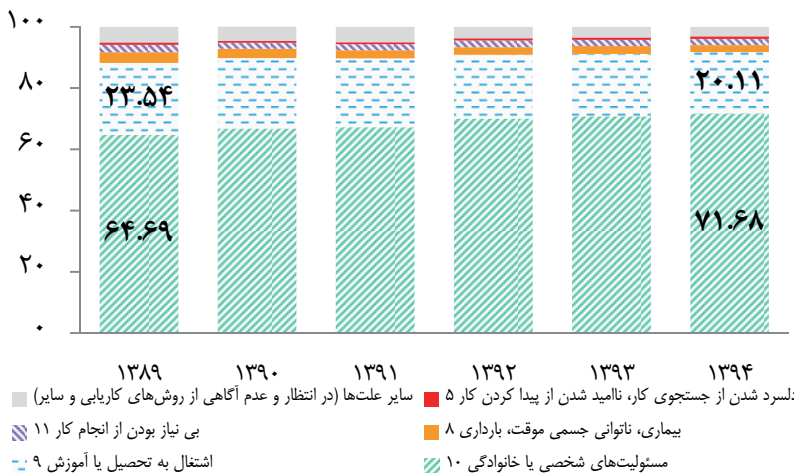 ۱۰۰
۸۰
۶۰
۴۰
۲۰
۰
۲۳.۵۴
۶۴.۶۹
۲۰.۱۱
۷۱.۶۸
۱۳۸۹ ۱۳۹۰ ۱۳۹۱ ۱۳۹۲ ۱۳۹۳ ۱۳۹۴
دلسرد شدن از جستجوی کار، ناامید شدن از پیدا کردن کار ۵
سایر علت‌ها (در انتظار و عدم آگاهی از روش‌های کاریابی و سایر)
بیماری، ناتوانی جسمی موقت، بارداری ۸
بی نیاز بودن از انجام کار ۱۱
مسئولیت‌های شخصی یا خانوادگی ۱۰
اشتغال به تحصیل یا آموزش ۹